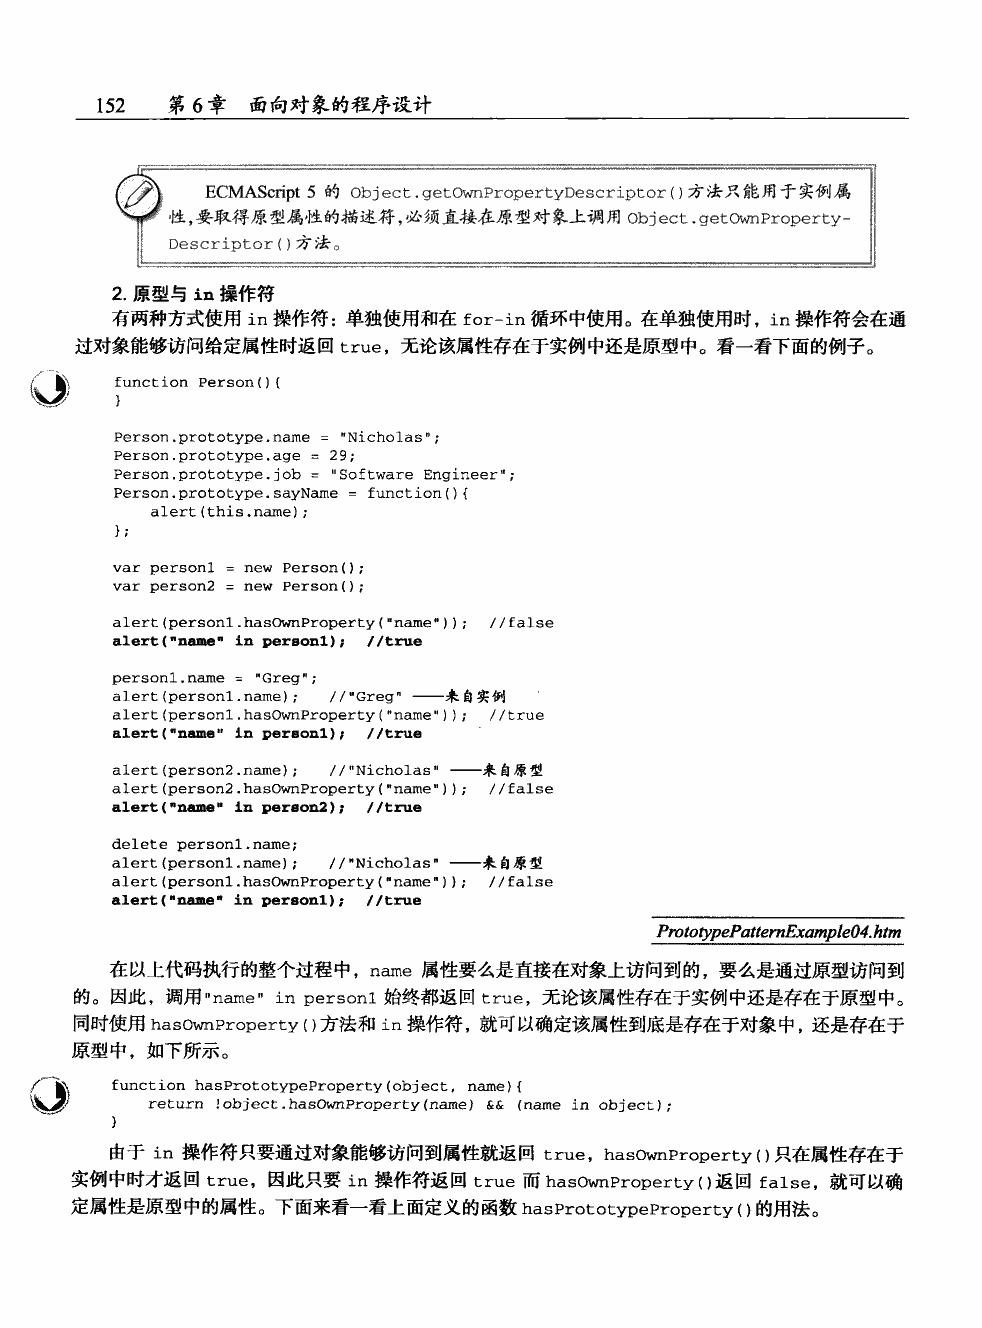 152 第6章 面向对象的程序设计
ECMAScript 5 的 Object.getOwnPropertyDescriptor()方法只能用于实例属
性,要取得原型属性的描述符,必须直接在原型对象上调用 Object.getOwnProperty-
Descriptor()方法。
2. 原型与 in 操作符
有两种方式使用 in 操作符：单独使用和在 for-in 循环中使用。在单独使用时，in 操作符会在通
过对象能够访问给定属性时返回 true，无论该属性存在于实例中还是原型中。看一看下面的例子。
function Person(){
}
Person.prototype.name = "Nicholas";
Person.prototype.age = 29;
Person.prototype.job = "Software Engineer";
Person.prototype.sayName = function(){
alert(this.name);
};
var person1 = new Person();
var person2 = new Person();
alert(person1.hasOwnProperty("name")); //false
alert("name" in person1); //true
person1.name = "Greg";
alert(person1.name); //"Greg" ——来自实例
alert(person1.hasOwnProperty("name")); //true
alert("name" in person1); //true
alert(person2.name); //"Nicholas" ——来自原型
alert(person2.hasOwnProperty("name")); //false
alert("name" in person2); //true
delete person1.name;
alert(person1.name); //"Nicholas" ——来自原型
alert(person1.hasOwnProperty("name")); //false
alert("name" in person1); //true
PrototypePatternExample04.htm
在以上代码执行的整个过程中，name 属性要么是直接在对象上访问到的，要么是通过原型访问到
的。因此，调用"name" in person1 始终都返回 true，无论该属性存在于实例中还是存在于原型中。
同时使用 hasOwnProperty()方法和 in 操作符，就可以确定该属性到底是存在于对象中，还是存在于
原型中，如下所示。
function hasPrototypeProperty(object, name){
return !object.hasOwnProperty(name) && (name in object);
}
由于 in 操作符只要通过对象能够访问到属性就返回 true，hasOwnProperty()只在属性存在于
实例中时才返回 true，因此只要 in 操作符返回 true 而 hasOwnProperty()返回 false，就可以确
定属性是原型中的属性。下面来看一看上面定义的函数 hasPrototypeProperty()的用法。